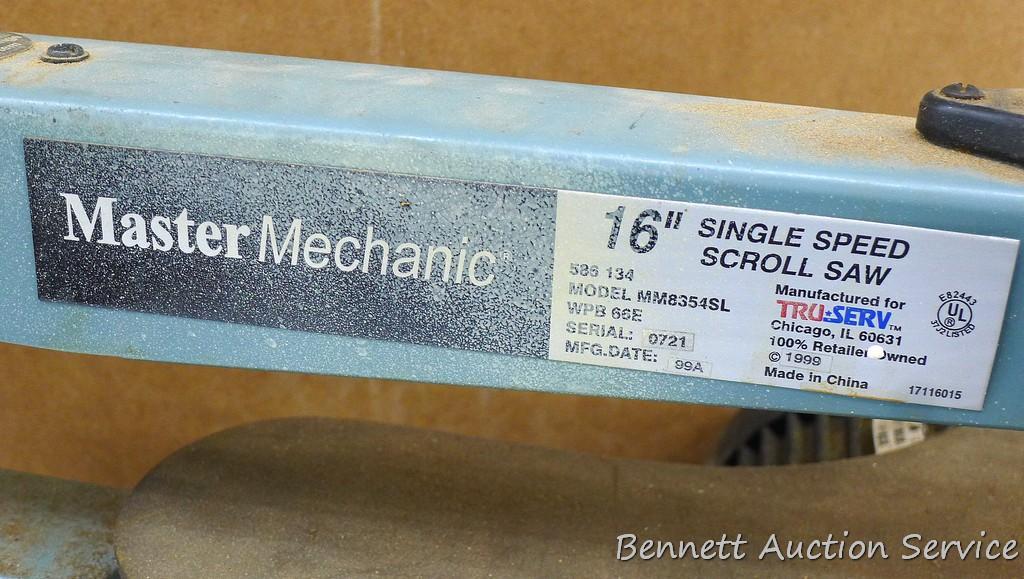 Master Mechanic
16" SINGLE SPEED
SCROLL SAW
586 134
MODEL MM8354SL
WPB 66E
SERIAL: 0721
MFG.DATE: 99A
Manufactured for
TRU★SERV™
Chicago, IL 60631
100% Retailer Owned
© 1999
Made in China
E82443
UL
®
31Z LISTED
17116015
Bennett Auction Service